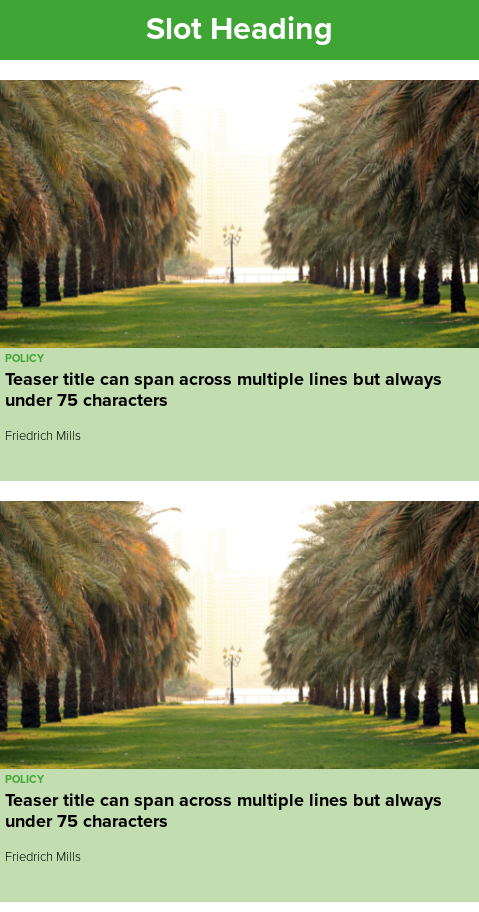 Slot Heading
POLICY
Teaser title can span across multiple lines but always
under 75 characters
Friedrich Mills
POLICY
Teaser title can span across multiple lines but always
under 75 characters
Friedrich Mills